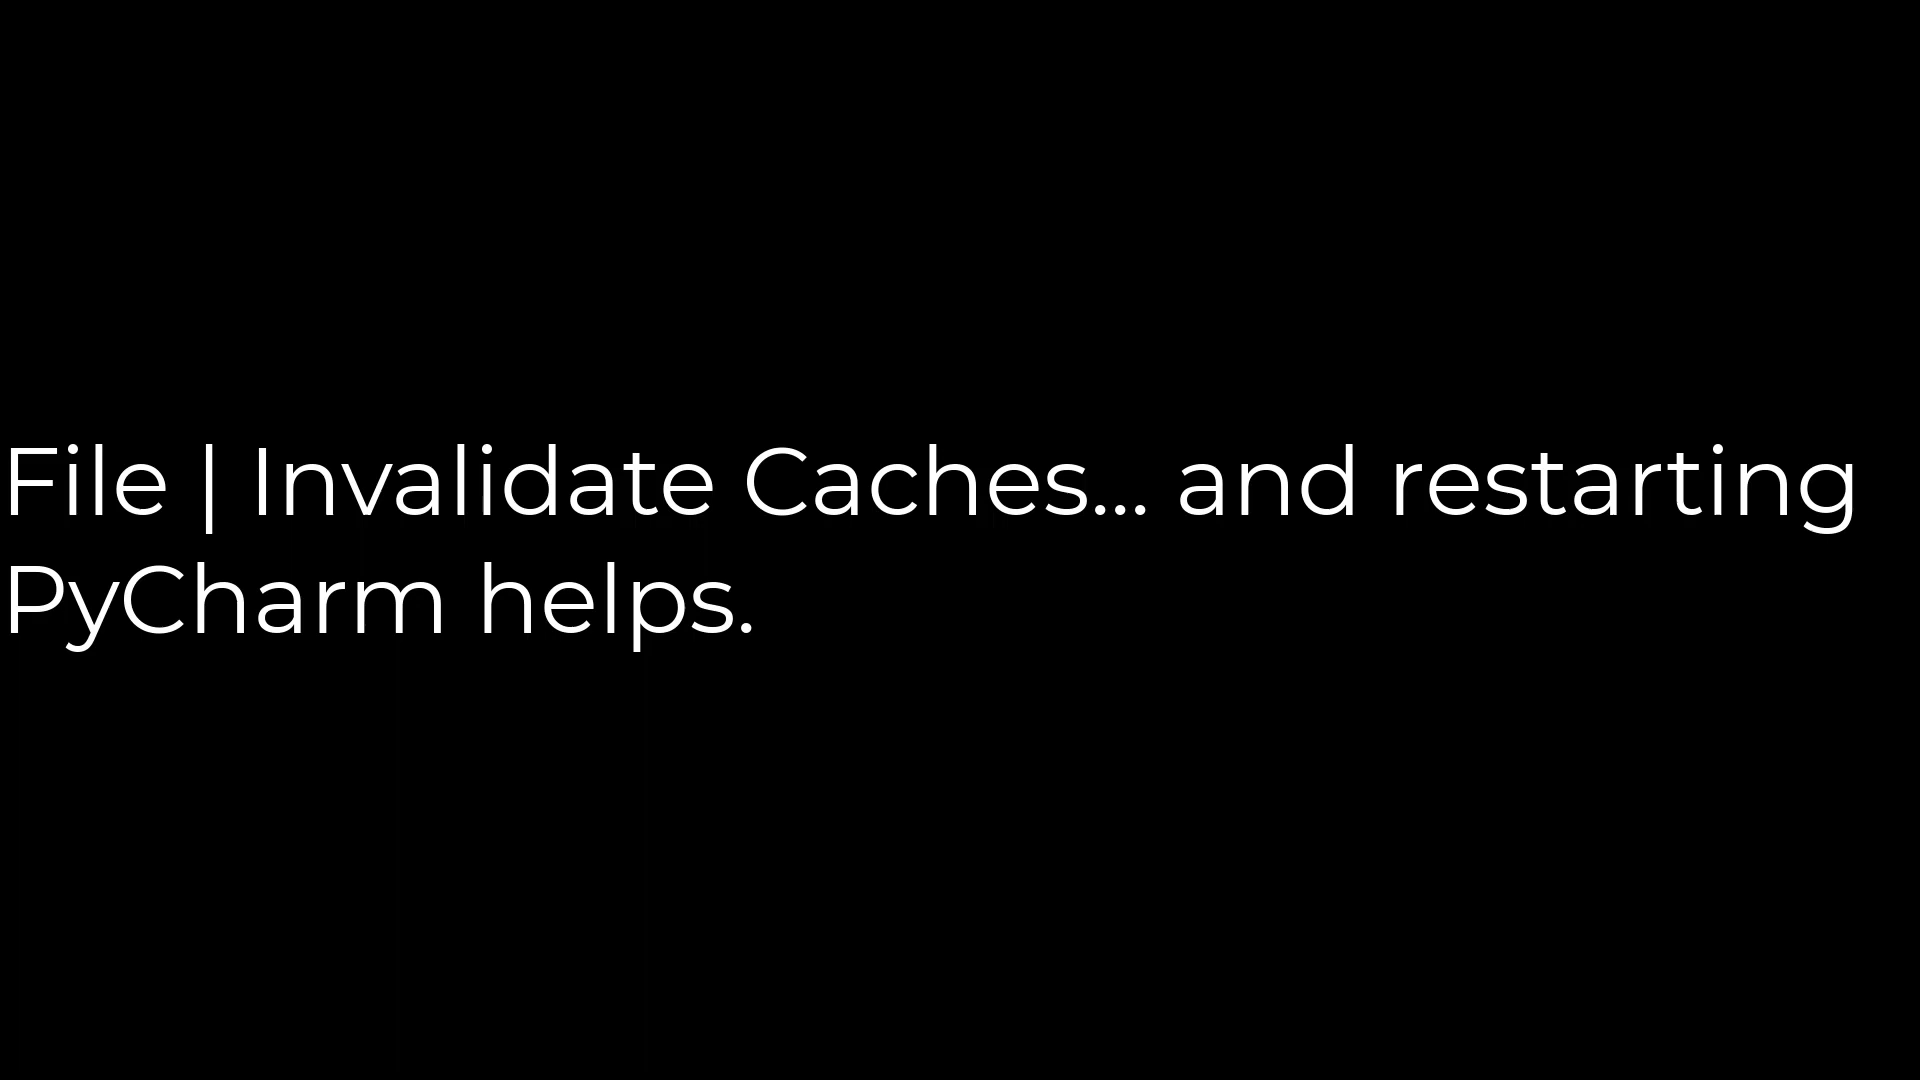 File | Invalidate Caches... and restarting
PyCharm helps.